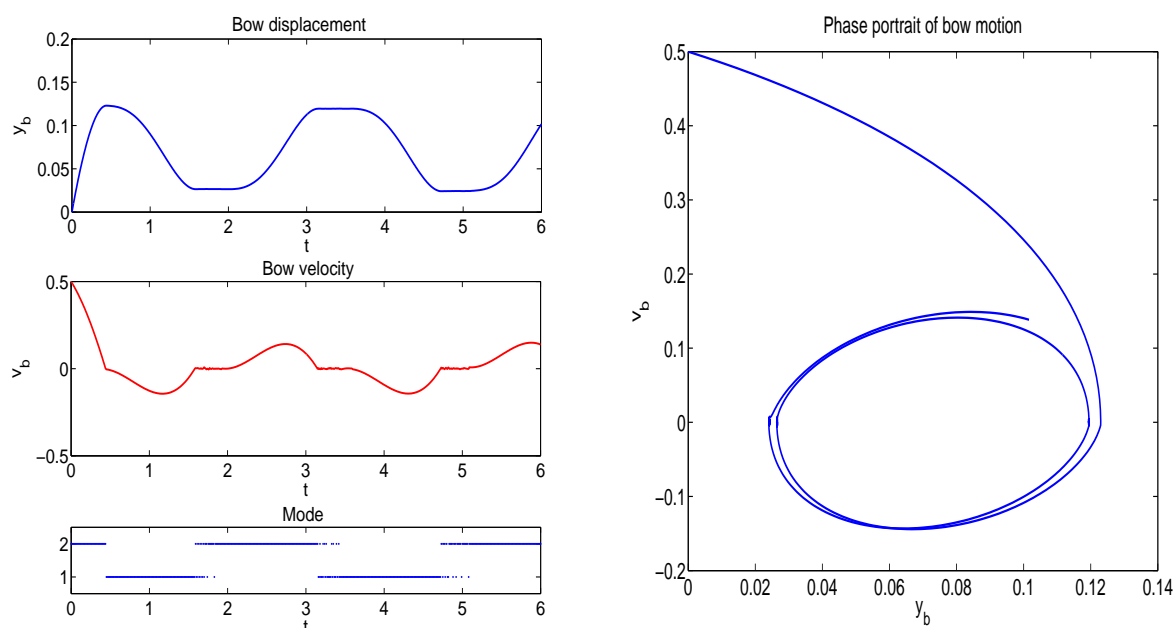 Bow displacement
0.2
0.15
0.1
0.05
0
y_b
0 1 2 3 4 5 6
t
Bow velocity
0.5
0
−0.5
v_b
0 1 2 3 4 5 6
t
Mode
2
1
0 1 2 3 4 5 6
t
Phase portrait of bow motion
0.5
0.4
0.3
0.2
0.1
0
−0.1
−0.2
v_b
0 0.02 0.04 0.06 0.08 0.1 0.12 0.14
y_b